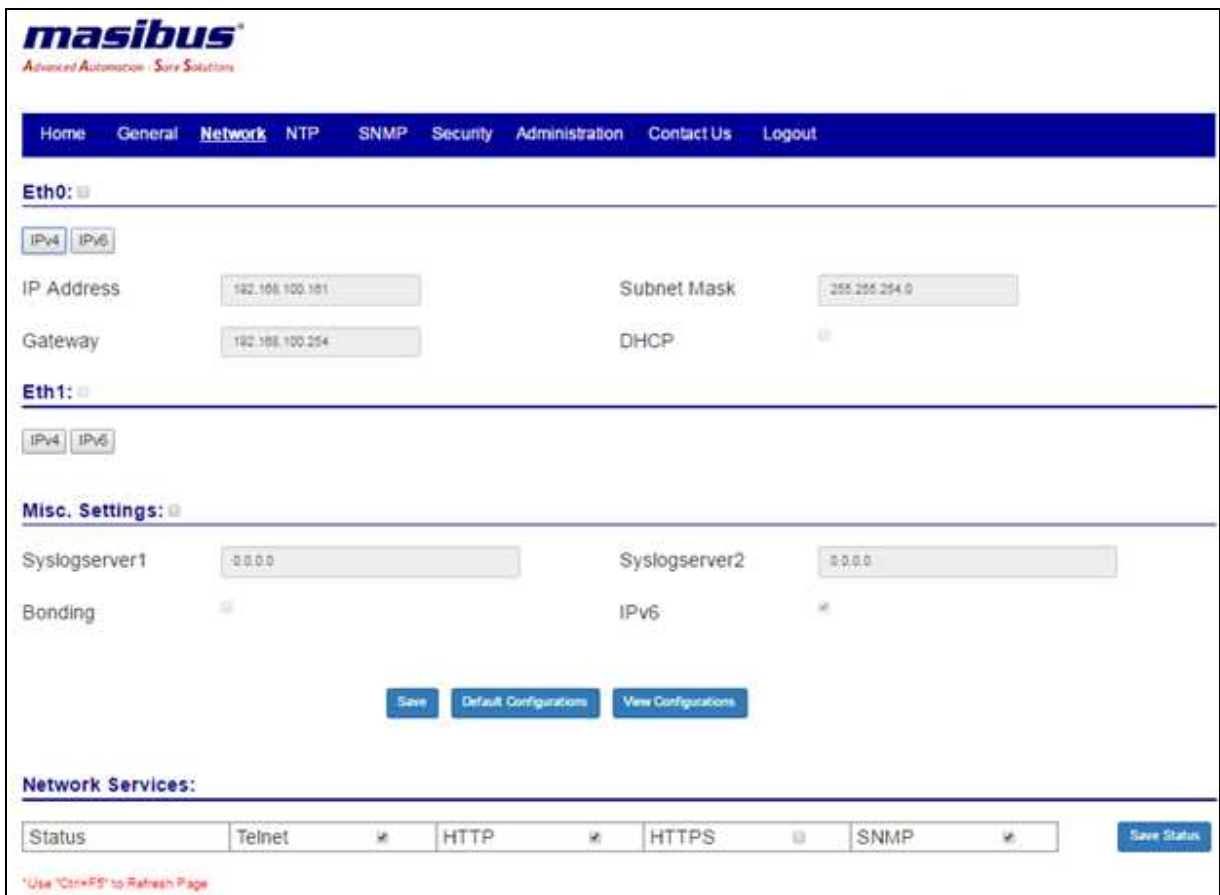 masibus
Advanced Automation - Sure Solutions
Home General Network NTP SNMP Security Administration Contact Us Logout
Eth0:
IPv4 IPv6
IP Address 192.168.100.161 Subnet Mask 255.255.254.0
Gateway 192.168.100.254 DHCP
Eth1:
IPv4 IPv6
Misc. Settings:
Syslogserver1 0.0.0.0 Syslogserver2 0.0.0.0
Bonding IPv6
Save Default Configurations View Configurations
Network Services:
Status Telnet HTTP HTTPS SNMP Save Status
*Use "Ctrl+F5" to Refresh Page